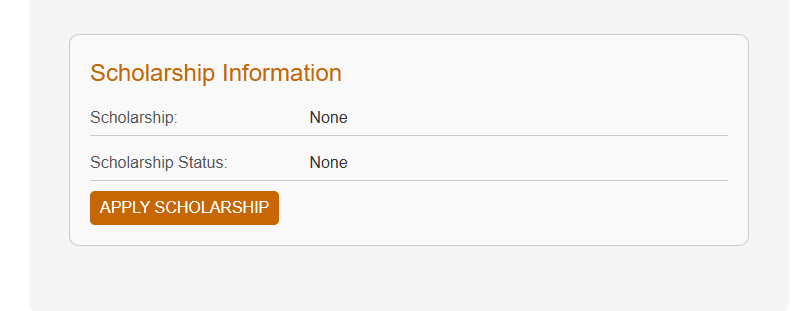 Scholarship Information
Scholarship: None
Scholarship Status: None
APPLY SCHOLARSHIP